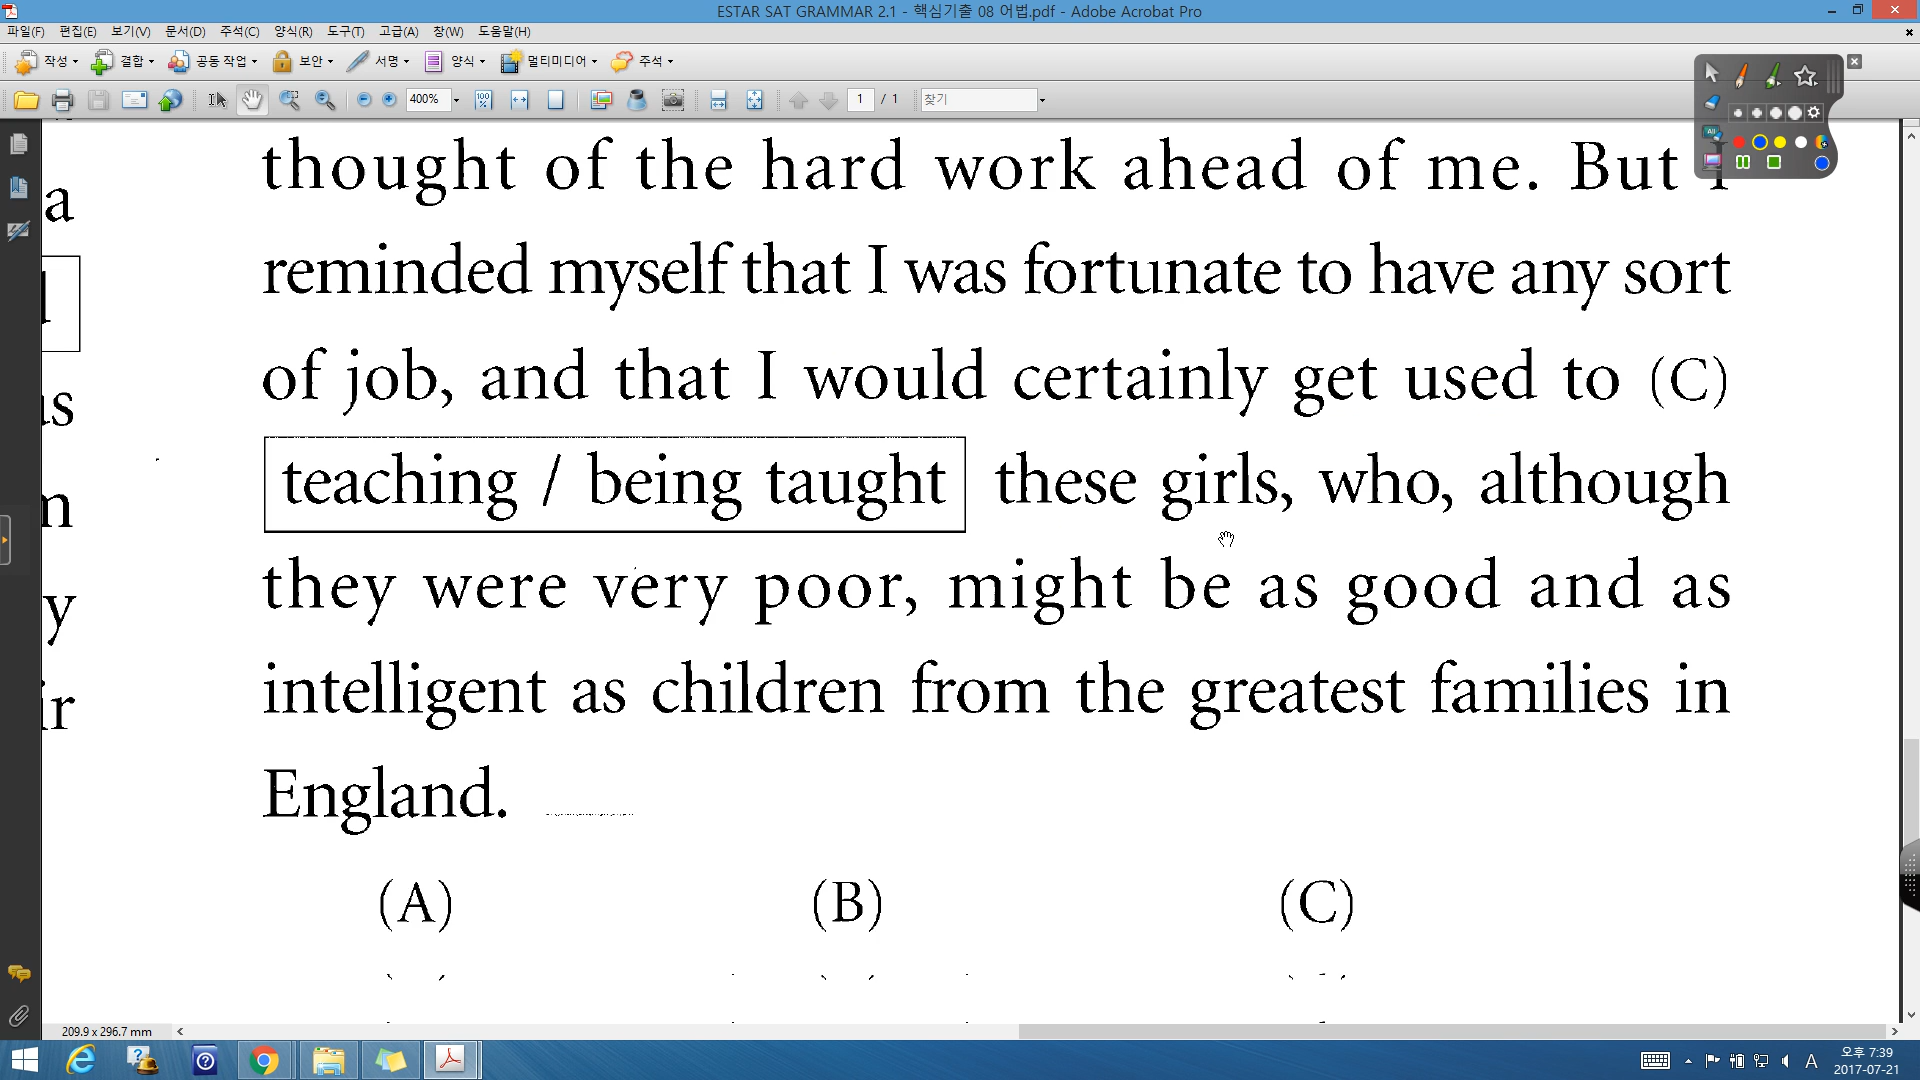 ESTAR SAT GRAMMAR 2.1 - 핵심기출 08 어법.pdf - Adobe Acrobat Pro
파일(F) 편집(E) 보기(V) 문서(D) 주석(C) 양식(R) 도구(T) 고급(A) 창(W) 도움말(H)
작성 결합 공동 작업 보안 서명 양식 멀티미디어 주석
400% 1 / 1 찾기
thought of the hard work ahead of me. But I
a
reminded myself that I was fortunate to have any sort
of job, and that I would certainly get used to (C)
teaching / being taught these girls, who, although
they were very poor, might be as good and as
y
intelligent as children from the greatest families in
ir
England.
(A) (B) (C)
209.9 x 296.7 mm
A
오후 7:39
2017-07-21